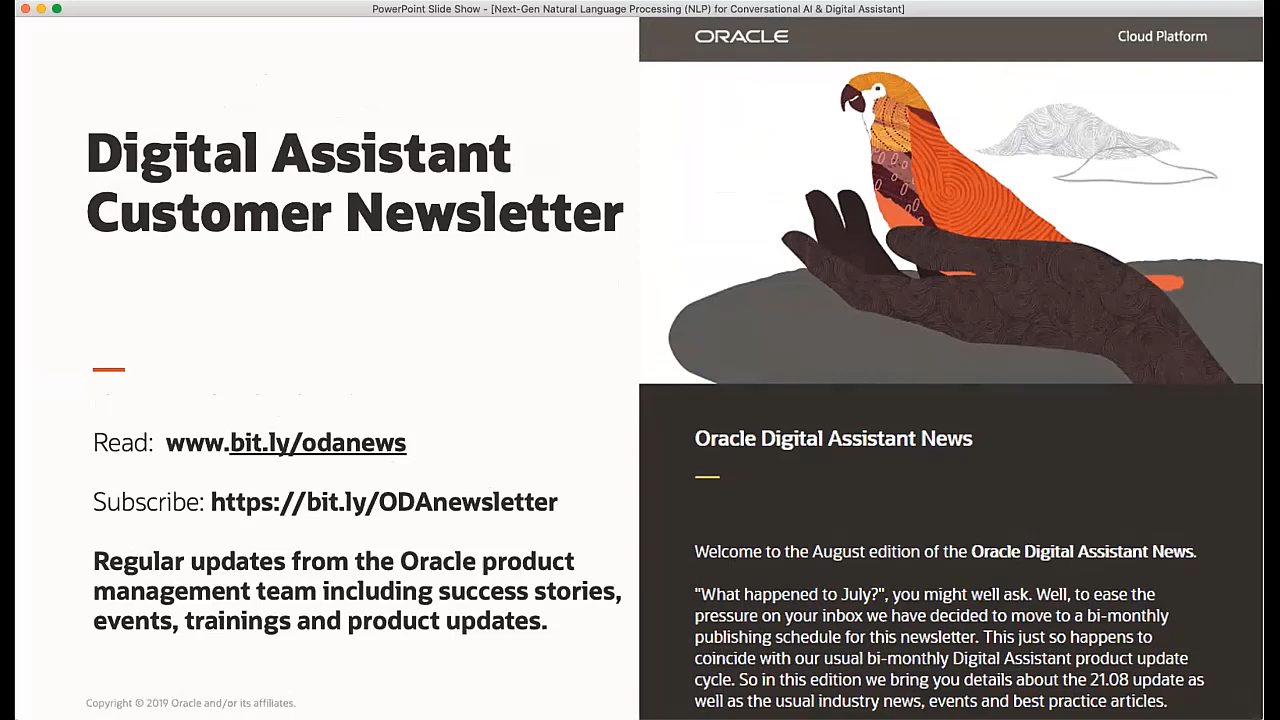 PowerPoint Slide Show - [Next-Gen Natural Language Processing (NLP) for Conversational AI & Digital Assistant]
Digital Assistant
Customer Newsletter
Read: www.bit.ly/odanews
Subscribe: https://bit.ly/ODAnewsletter
Regular updates from the Oracle product
management team including success stories,
events, trainings and product updates.
Copyright © 2019 Oracle and/or its affiliates.
ORACLE
Cloud Platform
Oracle Digital Assistant News
Welcome to the August edition of the Oracle Digital Assistant News.
"What happened to July?", you might well ask. Well, to ease the
pressure on your inbox we have decided to move to a bi-monthly
publishing schedule for this newsletter. This just so happens to
coincide with our usual bi-monthly Digital Assistant product update
cycle. So in this edition we bring you details about the 21.08 update as
well as the usual industry news, events and best practice articles.